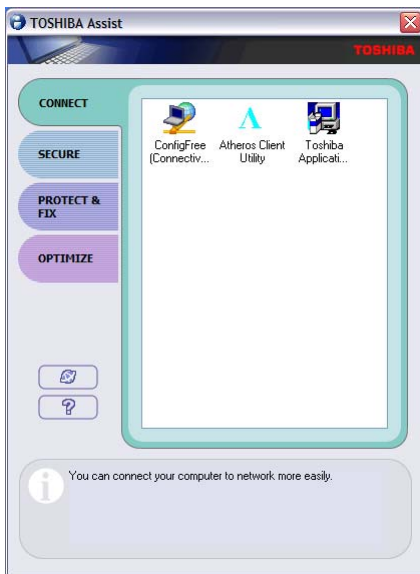 TOSHIBA Assist
TOSHIBA
CONNECT
SECURE
PROTECT &
FIX
OPTIMIZE
ConfigFree
(Connectiv...
Atheros Client
Utility
Toshiba
Applicati...
You can connect your computer to network more easily.